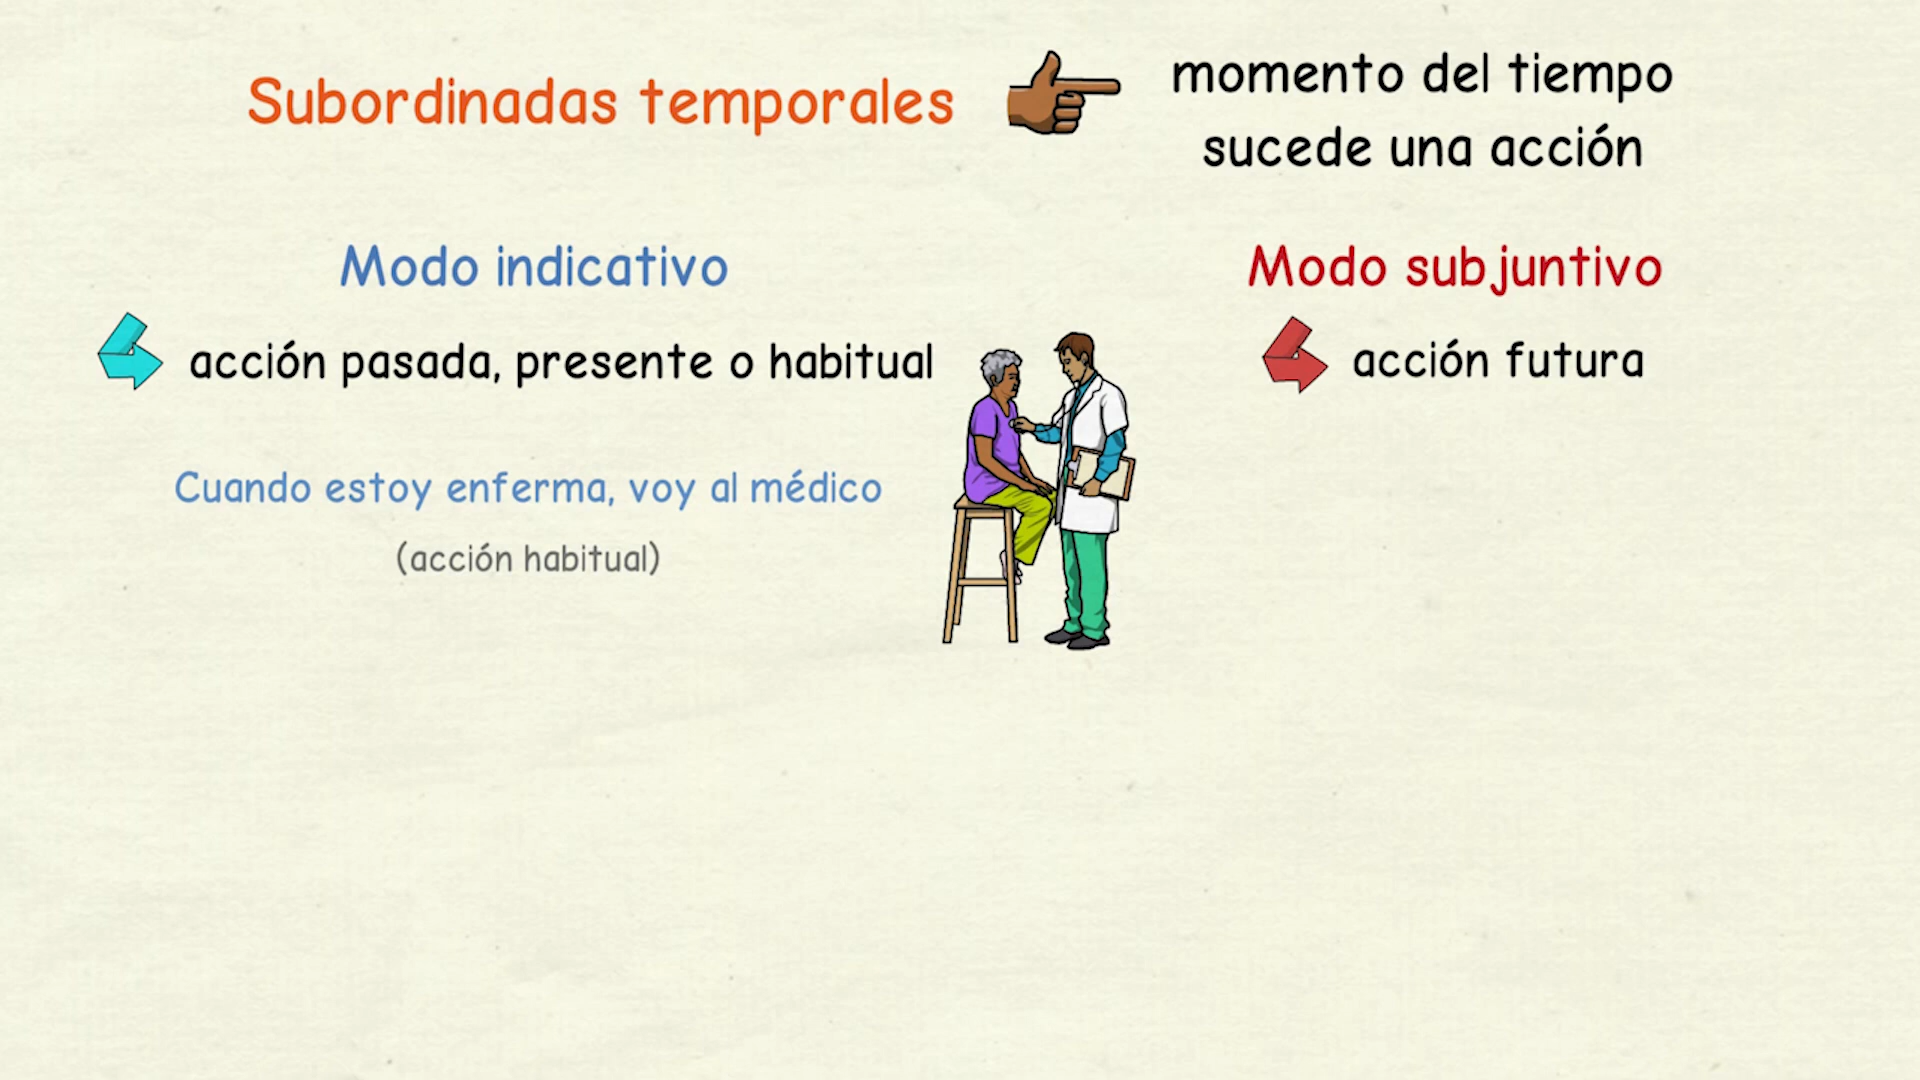 Subordinadas temporales
momento del tiempo
sucede una acción
Modo indicativo
acción pasada, presente o habitual
Cuando estoy enferma, voy al médico
(acción habitual)
Modo subjuntivo
acción futura